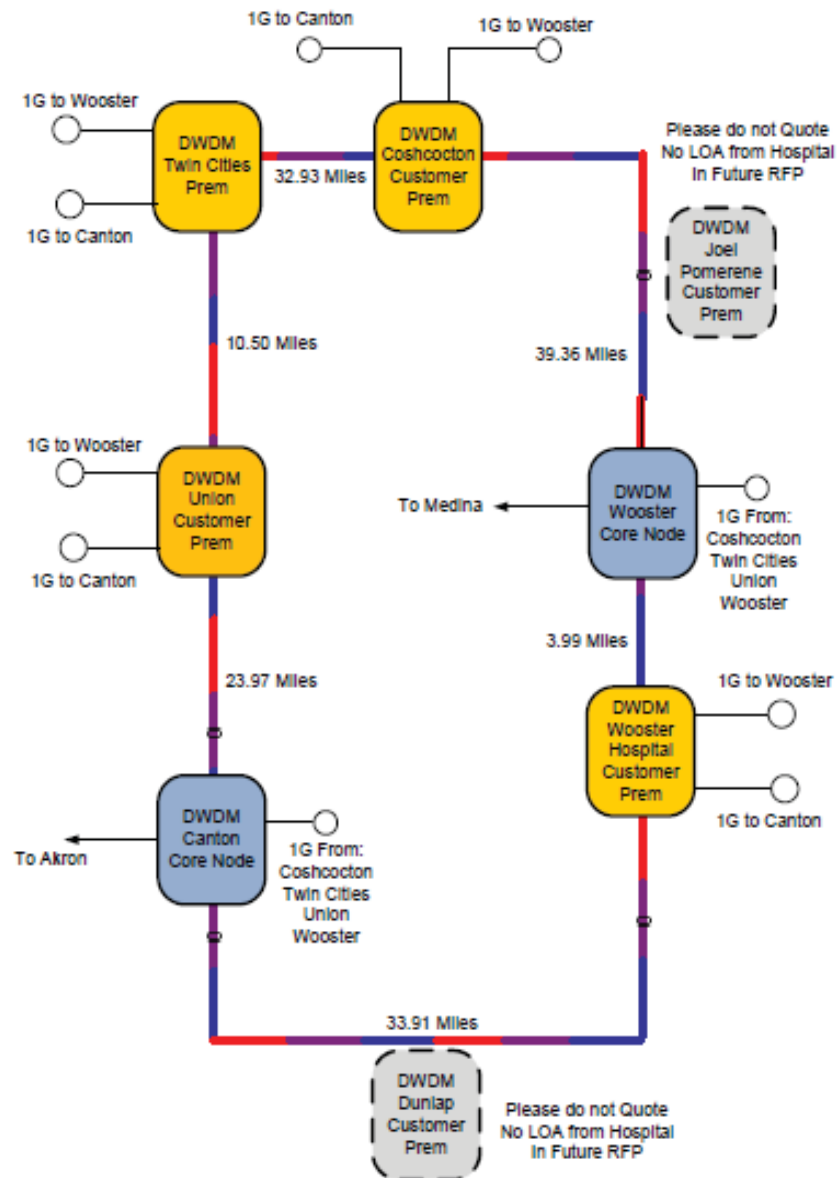 1G to Canton
1G to Wooster
1G to Wooster
DWDM
Twin Cities
Prem
32.93 Miles
DWDM
Coshcocton
Customer
Prem
Please do not Quote
No LOA from Hospital
In Future RFP
1G to Canton
DWDM
Joel
Pomerene
Customer
Prem
10.50 Miles
39.36 Miles
1G to Wooster
DWDM
Union
Customer
Prem
1G to Canton
To Medina
DWDM
Wooster
Core Node
1G From:
Coshcocton
Twin Cities
Union
Wooster
3.99 Miles
23.97 Miles
DWDM
Wooster
Hospital
Customer
Prem
1G to Wooster
1G to Canton
DWDM
Canton
Core Node
To Akron
1G From:
Coshcocton
Twin Cities
Union
Wooster
33.91 Miles
DWDM
Dunlap
Customer
Prem
Please do not Quote
No LOA from Hospital
In Future RFP